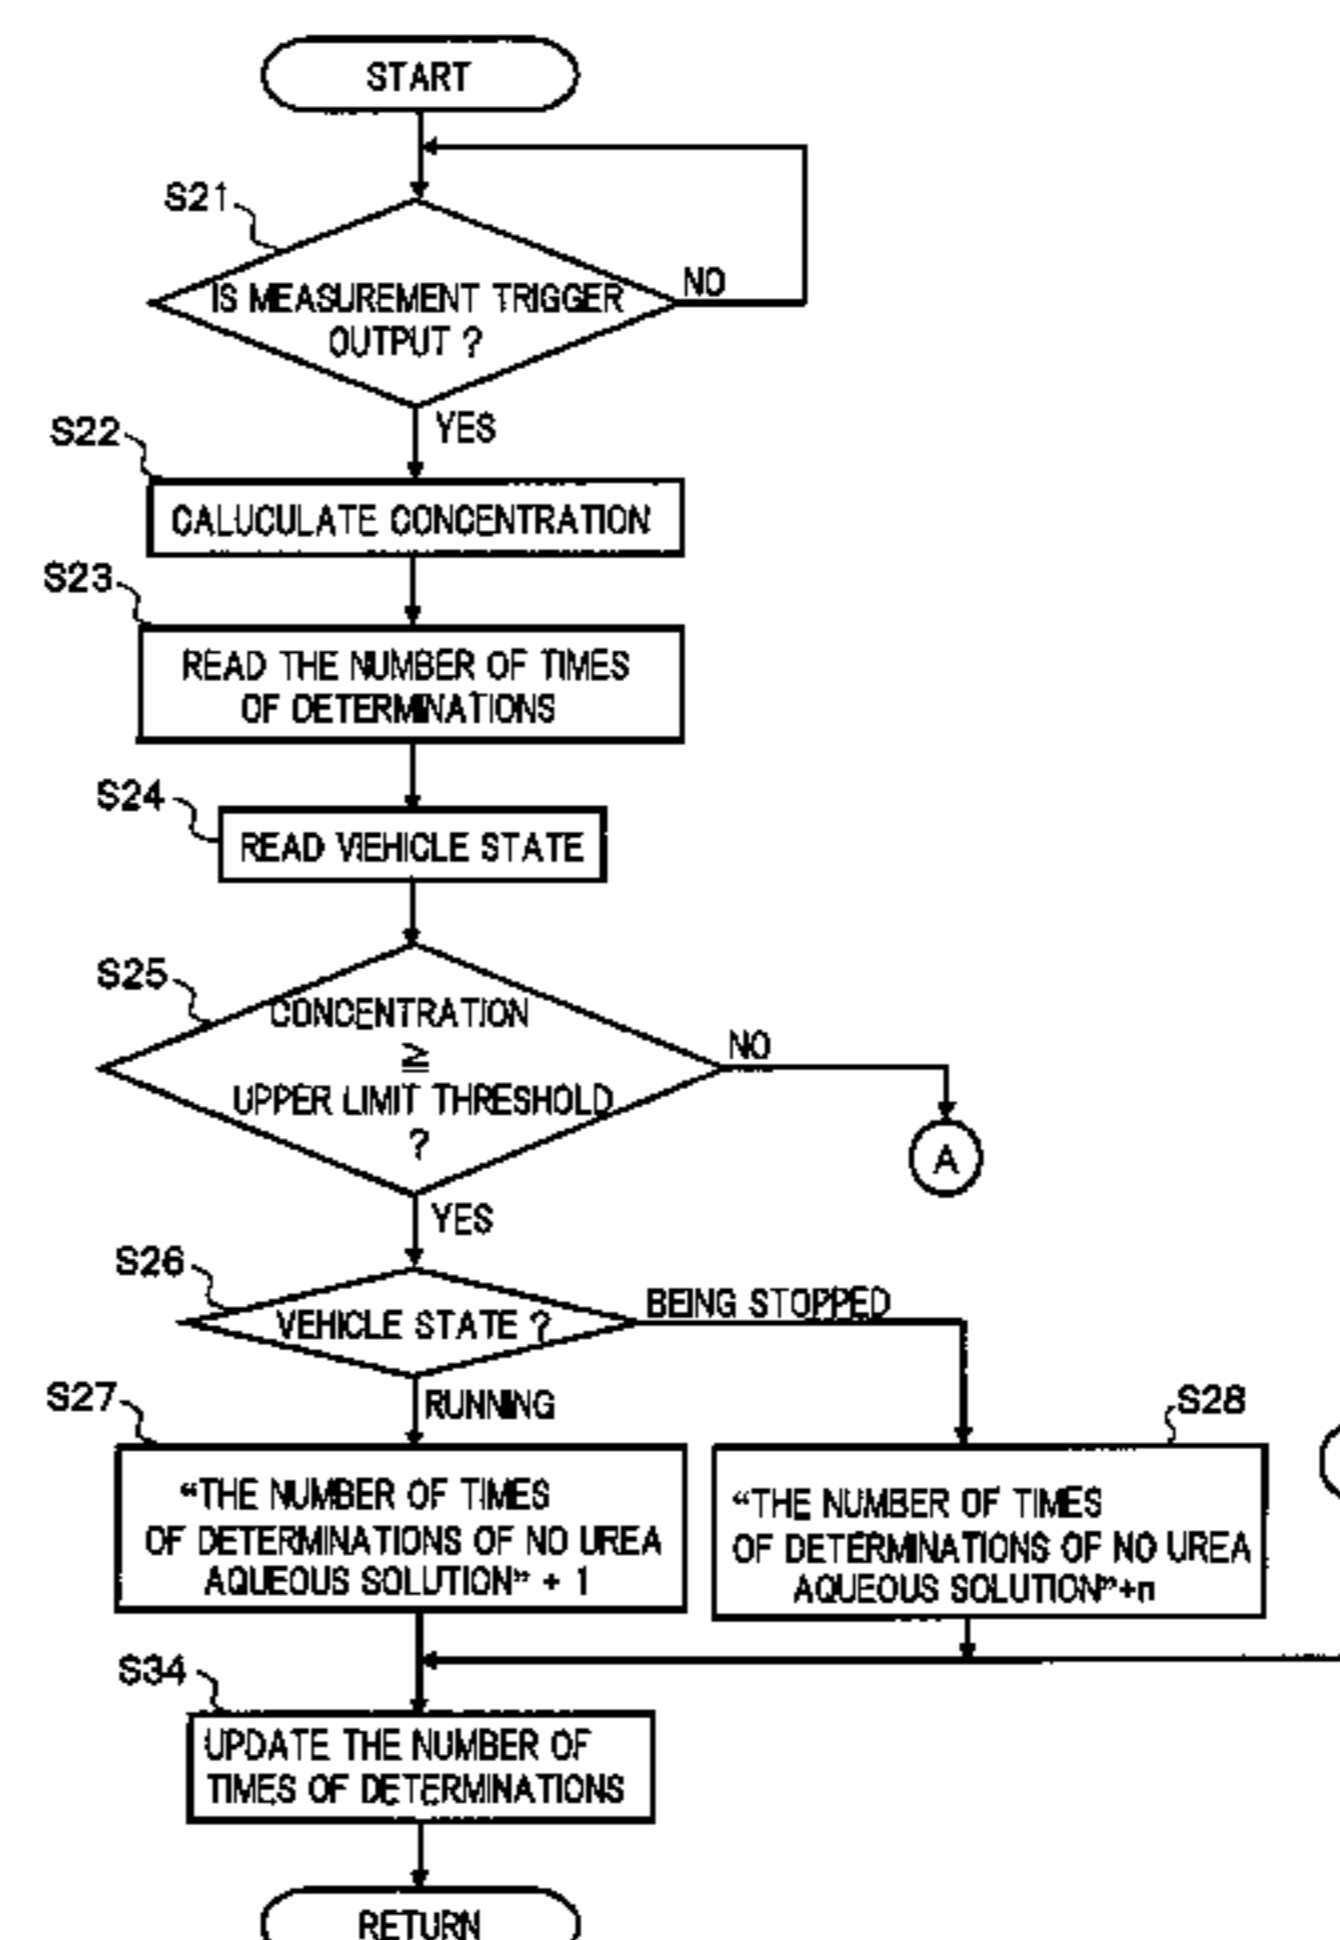 START
S21
IS MEASUREMENT TRIGGER
OUTPUT ?
NO
YES
S22
CALUCULATE CONCENTRATION
S23
READ THE NUMBER OF TIMES
OF DETERMINATIONS
S24
READ VIEHICLE STATE
S25
CONCENTRATION
≧
UPPER LIMIT THRESHOLD
?
NO
A
YES
S26
VEHICLE STATE ?
BEING STOPPED
RUNNING
S27
“THE NUMBER OF TIMES
OF DETERMINATIONS OF NO UREA
AQUEOUS SOLUTION” + 1
S28
“THE NUMBER OF TIMES
OF DETERMINATIONS OF NO UREA
AQUEOUS SOLUTION”+n
S34
UPDATE THE NUMBER OF
TIMES OF DETERMINATIONS
RETURN